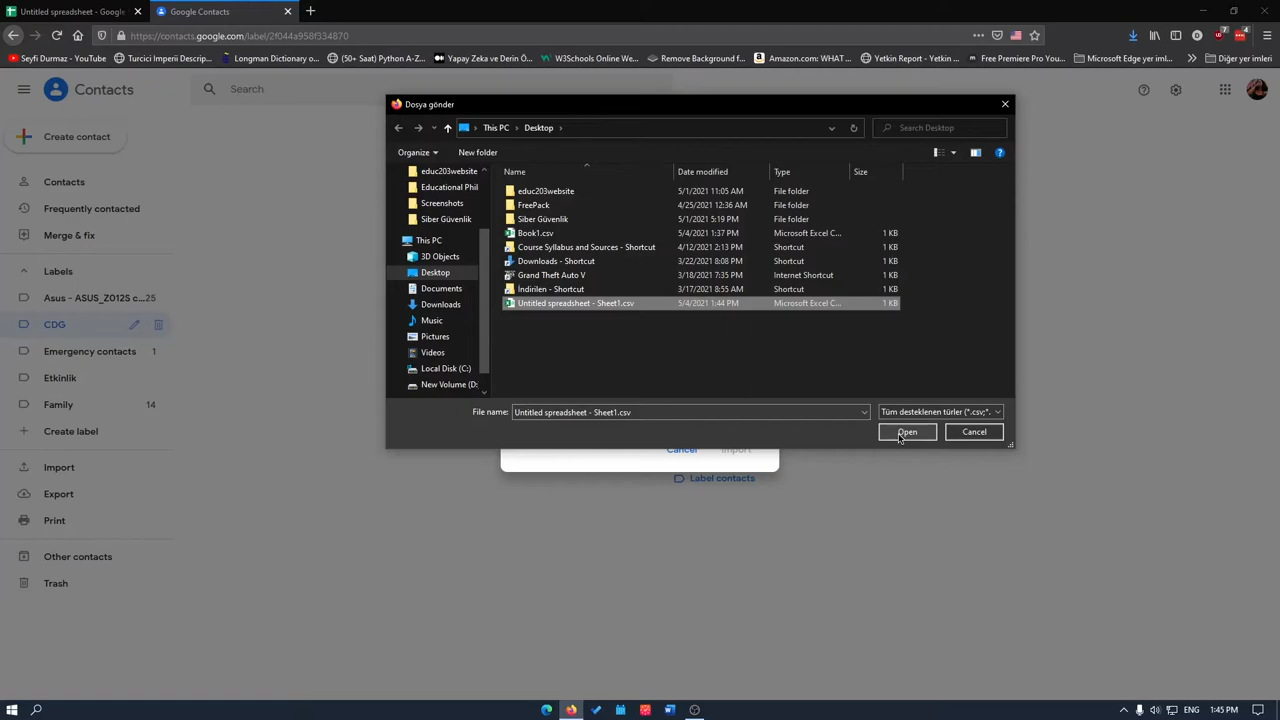 Untitled spreadsheet - Google
Google Contacts
https://contacts.google.com/label/2f044a958f334870
Seyfi Durmaz - YouTube
Turcici Imperii Descrip...
Longman Dictionary o...
(50+ Saat) Python A-Z...
Yapay Zeka ve Derin Ö...
W3Schools Online We...
Remove Background f...
Amazon.com: WHAT ...
Yetkin Report - Yetkin ...
Free Premiere Pro You...
Microsoft Edge yer iml...
Diğer yer imleri
Contacts
Search
Create contact
Contacts
Frequently contacted
Merge & fix
Labels
Asus - ASUS_Z012S c... 25
CDG
Emergency contacts 1
Etkinlik
Family 14
Create label
Import
Export
Print
Other contacts
Trash
Dosya gönder
This PC
Desktop
Search Desktop
Organize
New folder
educ203website
Educational Phil
Screenshots
Siber Güvenlik
This PC
3D Objects
Desktop
Documents
Downloads
Music
Pictures
Videos
Local Disk (C:)
New Volume (D:
Name Date modified Type Size
educ203website 5/1/2021 11:05 AM File folder
FreePack 4/25/2021 12:36 AM File folder
Siber Güvenlik 5/1/2021 5:19 PM File folder
Book1.csv 5/4/2021 1:37 PM Microsoft Excel C... 1 KB
Course Syllabus and Sources - Shortcut 4/12/2021 2:13 PM Shortcut 1 KB
Downloads - Shortcut 3/22/2021 8:08 PM Shortcut 1 KB
Grand Theft Auto V 3/18/2021 7:35 PM Internet Shortcut 1 KB
İndirilen - Shortcut 3/17/2021 8:55 AM Shortcut 1 KB
Untitled spreadsheet - Sheet1.csv 5/4/2021 1:44 PM Microsoft Excel C... 1 KB
File name: Untitled spreadsheet - Sheet1.csv
Tüm desteklenen türler (*.csv;*.
Open
Cancel
Cancel
Import
Label contacts
ENG
1:45 PM